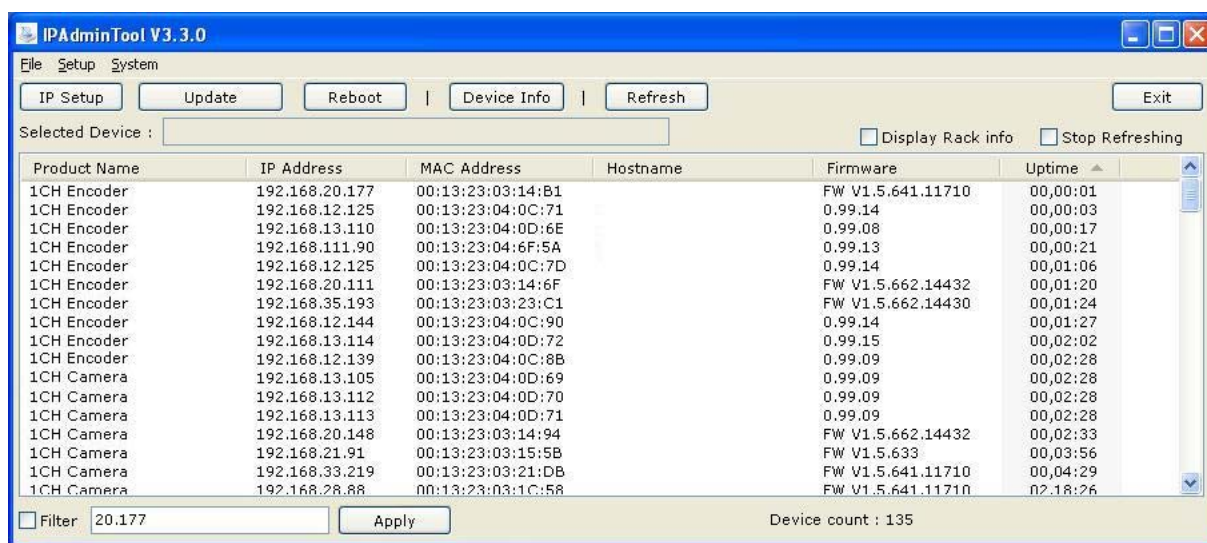 IPAdminTool V3.3.0
File Setup System
IP Setup Update Reboot | Device Info | Refresh Exit
Selected Device : Display Rack info Stop Refreshing
Product Name IP Address MAC Address Hostname Firmware Uptime
1CH Encoder 192.168.20.177 00:13:23:03:14:B1 FW V1.5.641.11710 00,00:01
1CH Encoder 192.168.12.125 00:13:23:04:0C:71 0.99.14 00,00:03
1CH Encoder 192.168.13.110 00:13:23:04:0D:6E 0.99.08 00,00:17
1CH Encoder 192.168.111.90 00:13:23:04:6F:5A 0.99.13 00,00:21
1CH Encoder 192.168.12.125 00:13:23:04:0C:7D 0.99.14 00,01:06
1CH Encoder 192.168.20.111 00:13:23:03:14:6F FW V1.5.662.14432 00,01:20
1CH Encoder 192.168.35.193 00:13:23:03:23:C1 FW V1.5.662.14430 00,01:24
1CH Encoder 192.168.12.144 00:13:23:04:0C:90 0.99.14 00,01:27
1CH Encoder 192.168.13.114 00:13:23:04:0D:72 0.99.15 00,02:02
1CH Encoder 192.168.12.139 00:13:23:04:0C:8B 0.99.09 00,02:28
1CH Camera 192.168.13.105 00:13:23:04:0D:69 0.99.09 00,02:28
1CH Camera 192.168.13.112 00:13:23:04:0D:70 0.99.09 00,02:28
1CH Camera 192.168.13.113 00:13:23:04:0D:71 0.99.09 00,02:28
1CH Camera 192.168.20.148 00:13:23:03:14:94 FW V1.5.662.14432 00,02:33
1CH Camera 192.168.21.91 00:13:23:03:15:5B FW V1.5.633 00,03:56
1CH Camera 192.168.33.219 00:13:23:03:21:DB FW V1.5.641.11710 00,04:29
1CH Camera 192.168.28.88 00:13:23:03:1C:58 FW V1.5.641.11710 02,18:26
Filter 20.177 Apply Device count : 135